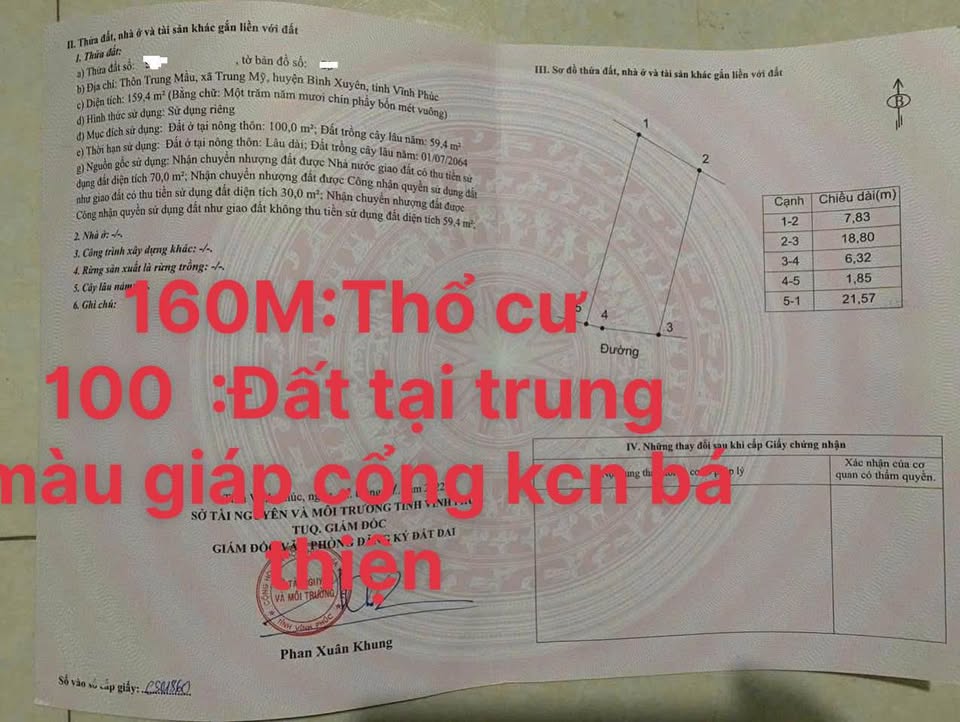 II. Thửa đất, nhà ở và tài sản khác gắn liền với đất
1. Thửa đất:
a) Thửa đất số: , tờ bản đồ số:
b) Địa chỉ: Thôn Trung Mầu, xã Trung Mỹ, huyện Bình Xuyên, tỉnh Vĩnh Phúc
c) Diện tích: 159,4 m² (Bằng chữ: Một trăm năm mươi chín phẩy bốn mét vuông)
d) Hình thức sử dụng: Sử dụng riêng
đ) Mục đích sử dụng: Đất ở tại nông thôn: 100,0 m²; Đất trồng cây lâu năm: 59,4 m²
e) Thời hạn sử dụng: Đất ở tại nông thôn: Lâu dài; Đất trồng cây lâu năm: 01/07/2064
g) Nguồn gốc sử dụng: Nhận chuyển nhượng đất được Nhà nước giao đất có thu tiền sử
dụng đất diện tích 70,0 m²; Nhận chuyển nhượng đất được Công nhận quyền sử dụng đất
như giao đất có thu tiền sử dụng đất diện tích 30,0 m²; Nhận chuyển nhượng đất được
Công nhận quyền sử dụng đất như giao đất không thu tiền sử dụng đất diện tích 59,4 m²;
2. Nhà ở: -/-.
3. Công trình xây dựng khác: -/-.
4. Rừng sản xuất là rừng trồng: -/-.
5. Cây lâu năm:
6. Ghi chú:
160M:Thổ cư
100 :Đất tại trung
màu giáp cổng kcn bá
thiện
SỞ TÀI NGUYÊN VÀ MÔI TRƯỜNG TỈNH VĨNH PHÚC
TUQ. GIÁM ĐỐC
GIÁM ĐỐC VĂN PHÒNG ĐĂNG KÝ ĐẤT ĐAI
VÀ MÔI TRƯỜNG
TỈNH VĨNH PHÚC
Phan Xuân Khung
Số vào sổ cấp giấy:
III. Sơ đồ thửa đất, nhà ở và tài sản khác gắn liền với đất
B
1
2
5
4
3
Đường
Cạnh Chiều dài(m)
1-2 7,83
2-3 18,80
3-4 6,32
4-5 1,85
5-1 21,57
IV. Những thay đổi sau khi cấp Giấy chứng nhận
Xác nhận của cơ
quan có thẩm quyền.